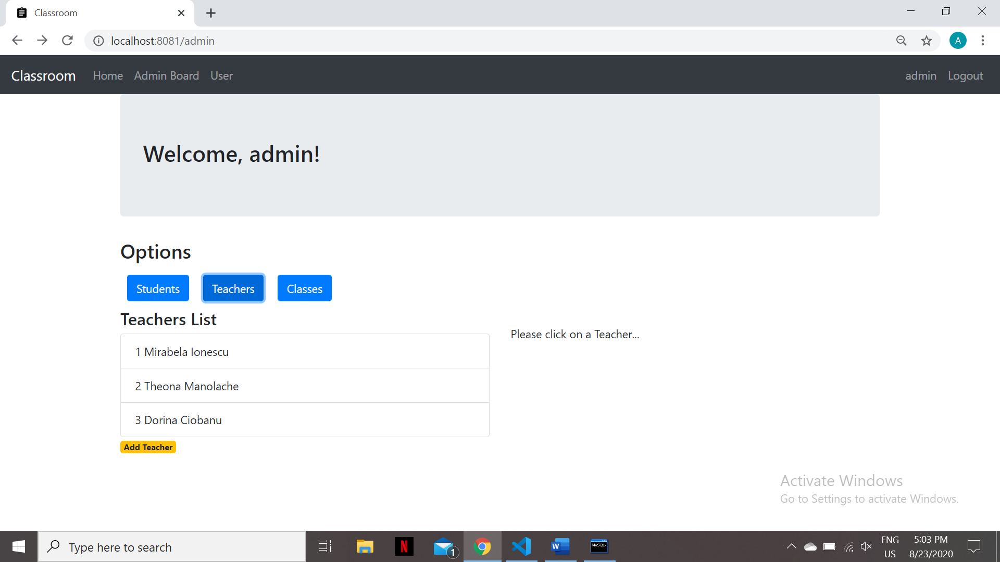 Classroom
localhost:8081/admin
A
Classroom Home Admin Board User admin Logout
Welcome, admin!
Options
Students Teachers Classes
Teachers List
Please click on a Teacher...
1 Mirabela Ionescu
2 Theona Manolache
3 Dorina Ciobanu
Add Teacher
Activate Windows
Go to Settings to activate Windows.
Type here to search
N
1
W
MySQL>
ENG
US
5:03 PM
8/23/2020